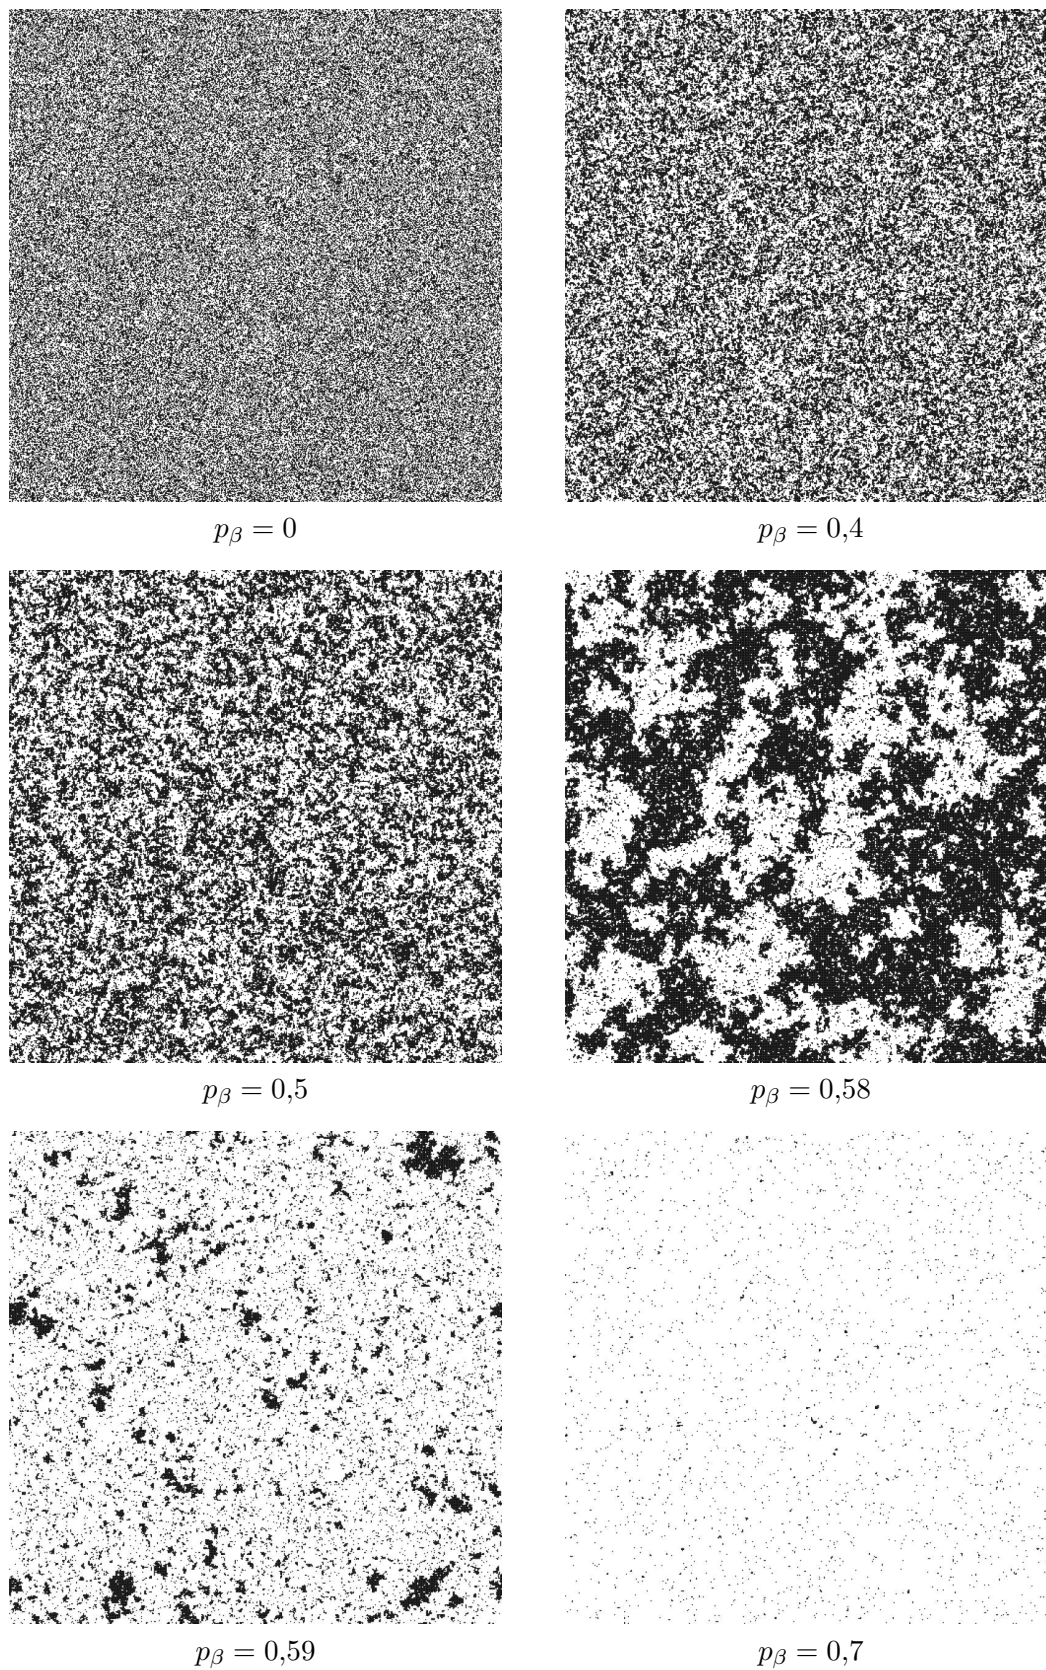 p_β = 0
p_β = 0,4
p_β = 0,5
p_β = 0,58
p_β = 0,59
p_β = 0,7